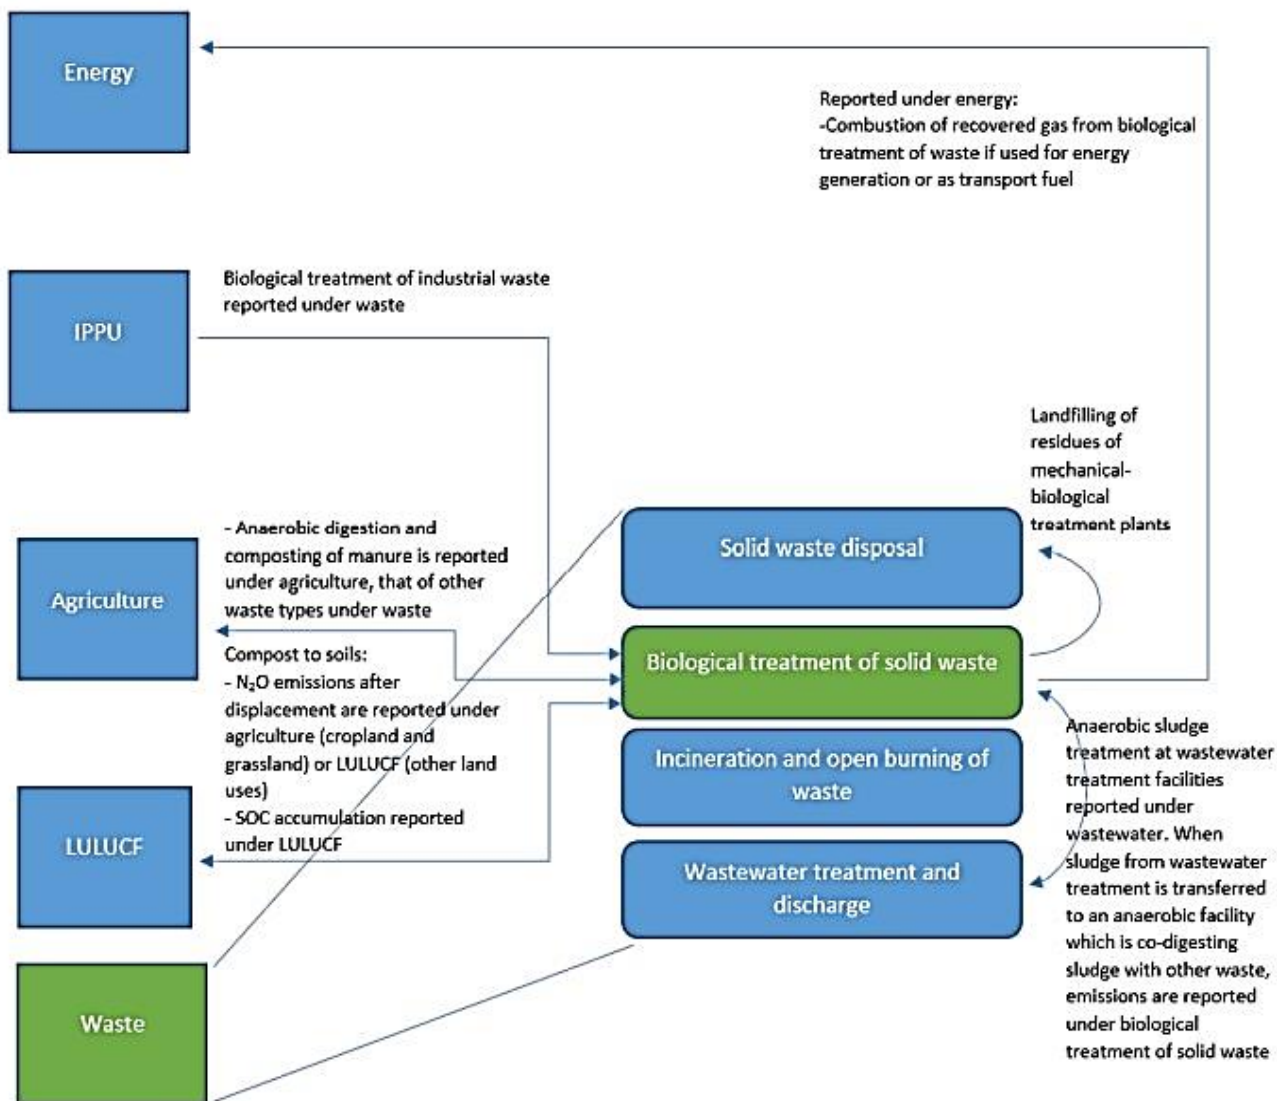 Energy
Reported under energy:
-Combustion of recovered gas from biological
treatment of waste if used for energy
generation or as transport fuel
IPPU
Biological treatment of industrial waste
reported under waste
Landfilling of
residues of
mechanical-
biological
treatment plants
Agriculture
- Anaerobic digestion and
composting of manure is reported
under agriculture, that of other
waste types under waste
Compost to soils:
- N₂O emissions after
displacement are reported under
agriculture (cropland and
grassland) or LULUCF (other land
uses)
- SOC accumulation reported
under LULUCF
LULUCF
Waste
Solid waste disposal
Biological treatment of solid waste
Incineration and open burning of
waste
Wastewater treatment and
discharge
Anaerobic sludge
treatment at wastewater
treatment facilities
reported under
wastewater. When
sludge from wastewater
treatment is transferred
to an anaerobic facility
which is co-digesting
sludge with other waste,
emissions are reported
under biological
treatment of solid waste